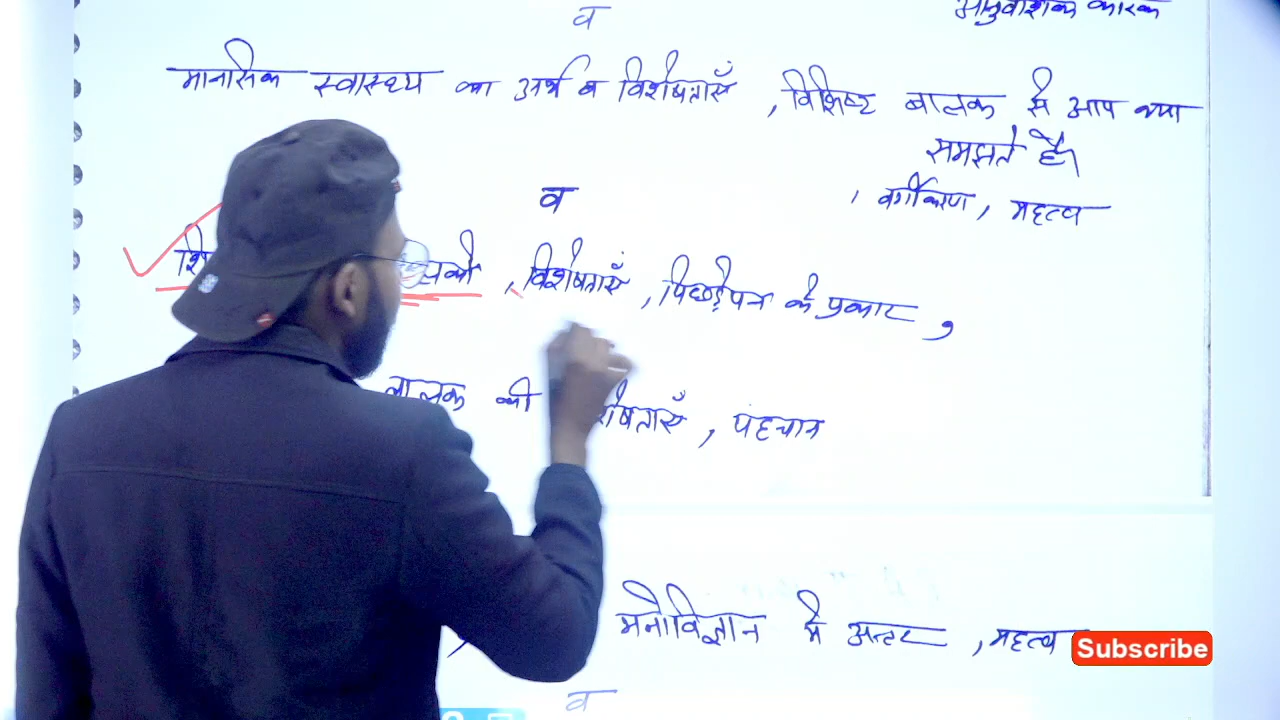 व
आनुवांशिक कारक
मानसिक स्वास्थ्य का अर्थ व विशेषताएँ , विशिष्ट बालक से आप क्या
समझते है।
, वर्गीकरण , महत्व
व
, विशेषताएँ , पिछड़ेपन के प्रकार ,
बालक की , पहचान
मनोविज्ञान मे अन्तर , महत्व
Subscribe
व